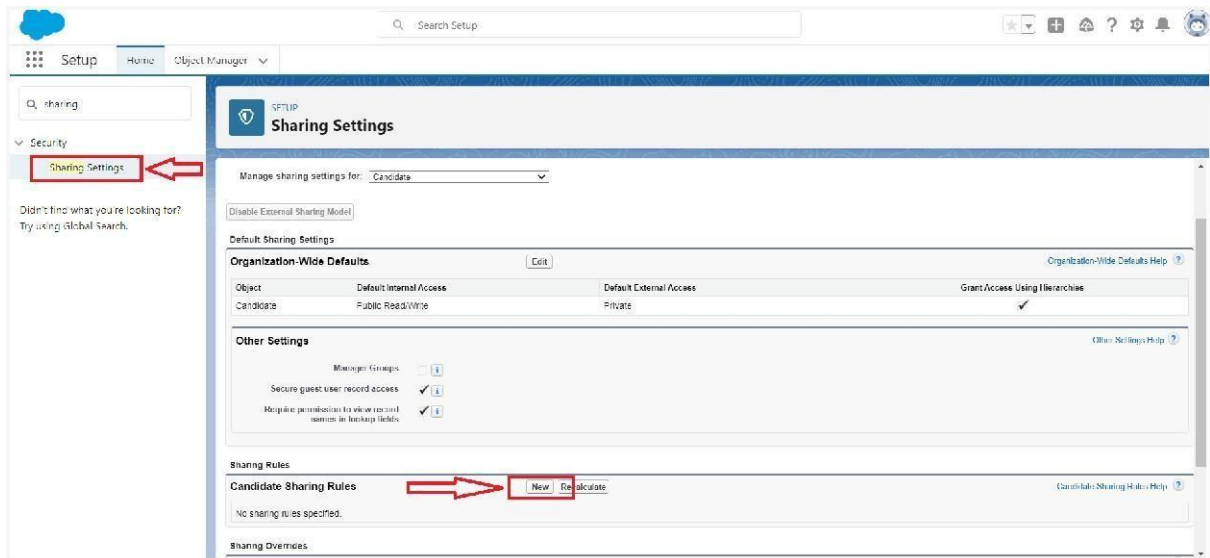 Search Setup
Setup Home Object Manager
sharing
Security
Sharing Settings
Didn't find what you're looking for?
Try using Global Search.
SETUP
Sharing Settings
Manage sharing settings for: Candidate
Disable External Sharing Model
Default Sharing Settings
Organization-Wide Defaults Edit Organization-Wide Defaults Help ?
Object Default Internal Access Default External Access Grant Access Using Hierarchies
Candidate Public Read/Write Private
Other Settings Other Settings Help ?
Manager Groups i
Secure guest user record access i
Require permission to view record i
names in lookup fields
Sharing Rules
Candidate Sharing Rules New Recalculate Candidate Sharing Rules Help ?
No sharing rules specified.
Sharing Overrides